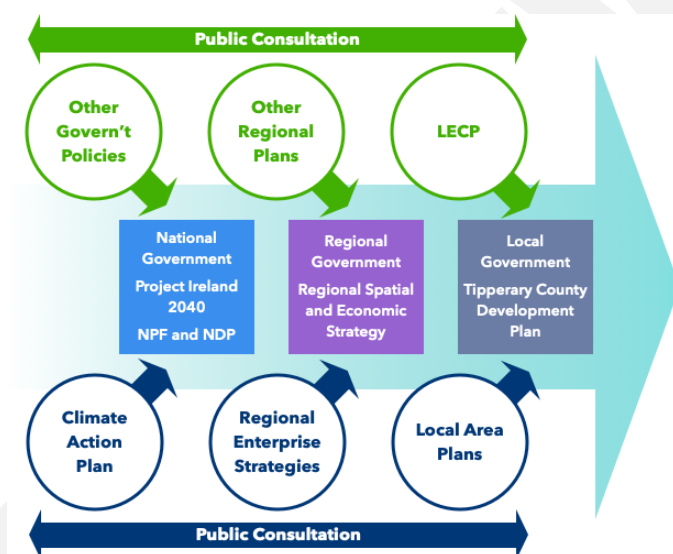 Public Consultation
Other
Govern't
Policies
Other
Regional
Plans
LECP
National
Government
Project Ireland
2040
NPF and NDP
Regional
Government
Regional Spatial
and Economic
Strategy
Local
Government
Tipperary County
Development
Plan
Climate
Action
Plan
Regional
Enterprise
Strategies
Local Area
Plans
Public Consultation